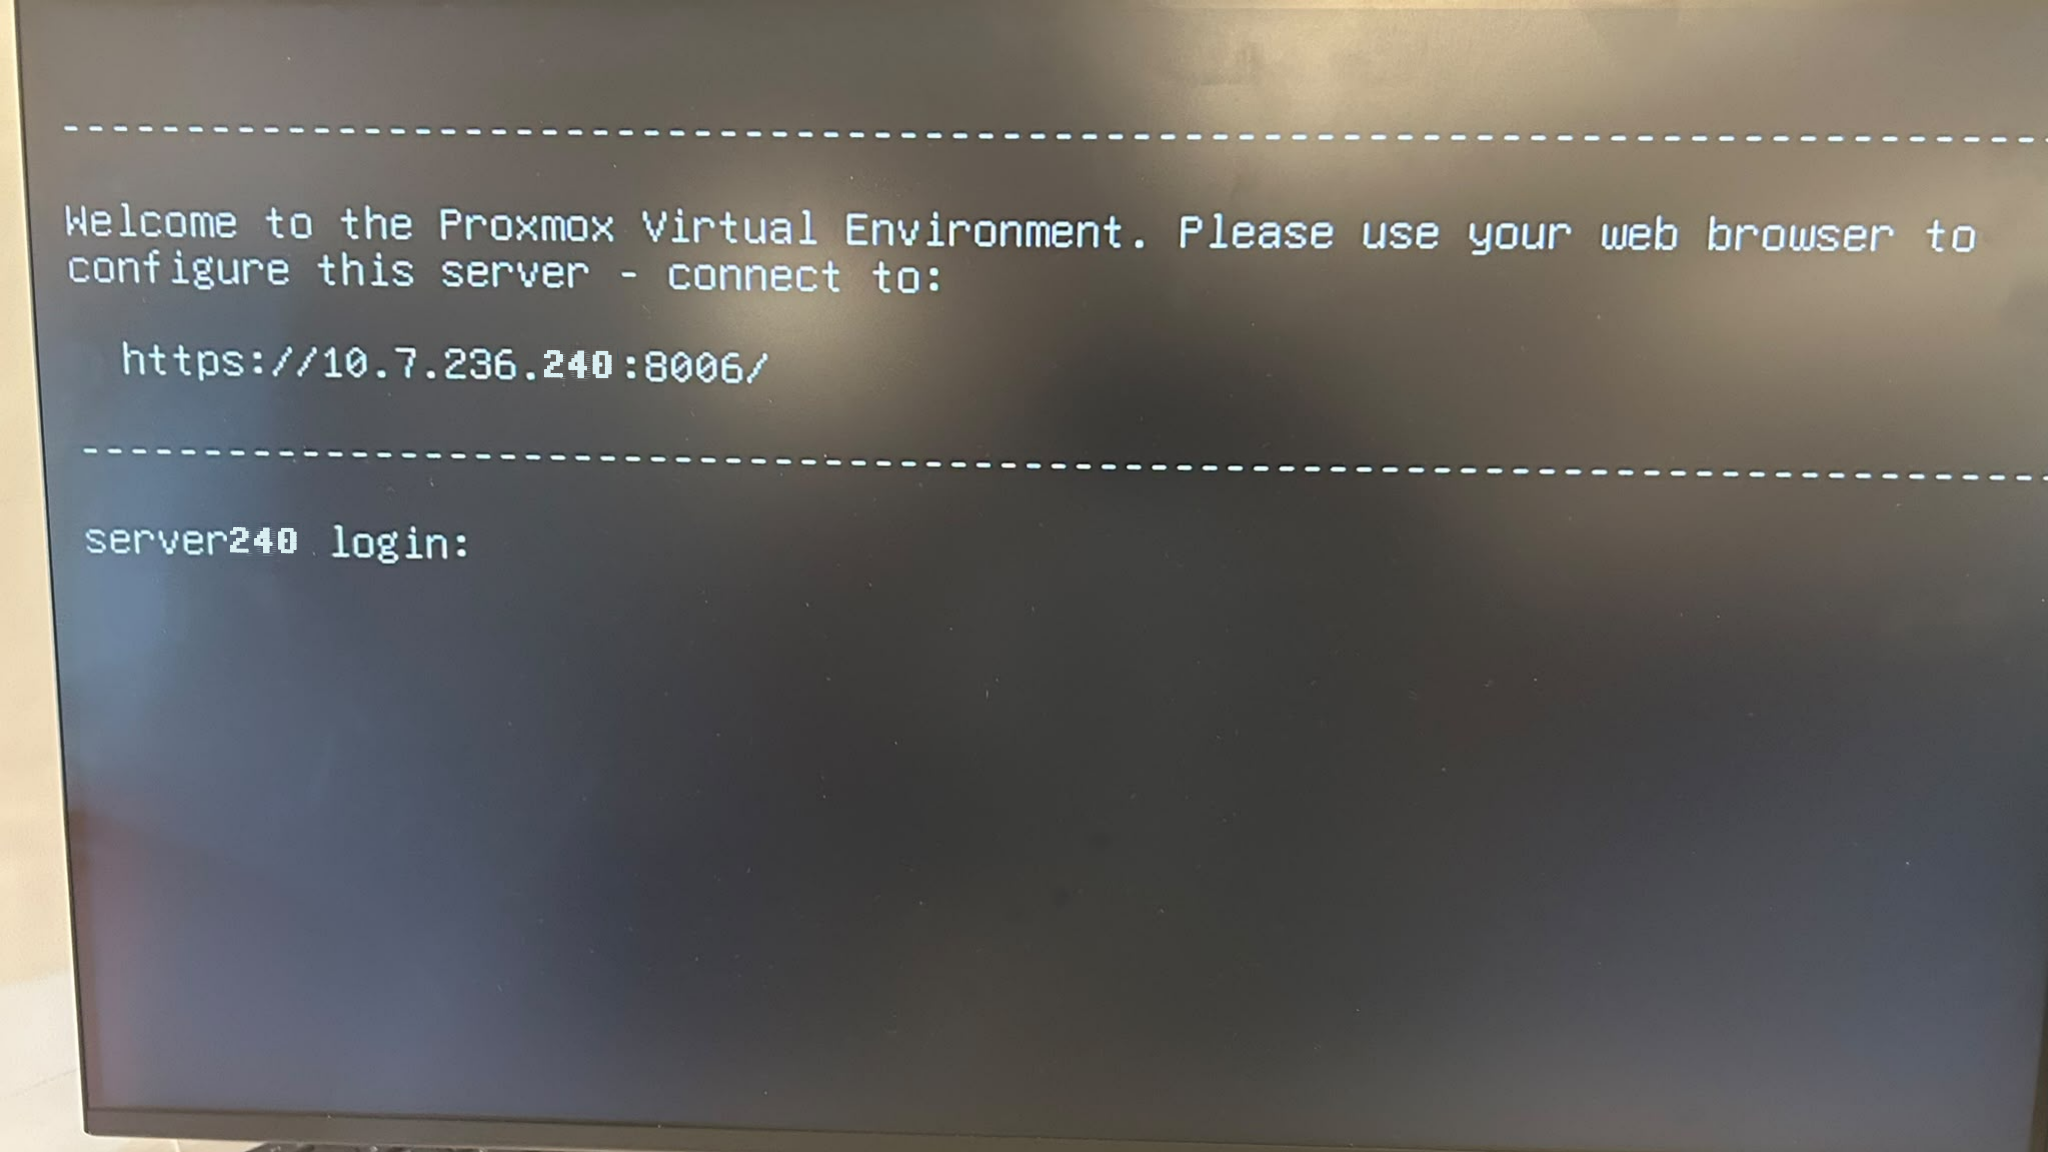 --------------------------------------------------------------------------------
Welcome to the Proxmox Virtual Environment. Please use your web browser to
configure this server - connect to:
https://10.7.236.240:8006/
--------------------------------------------------------------------------------
server240 login: